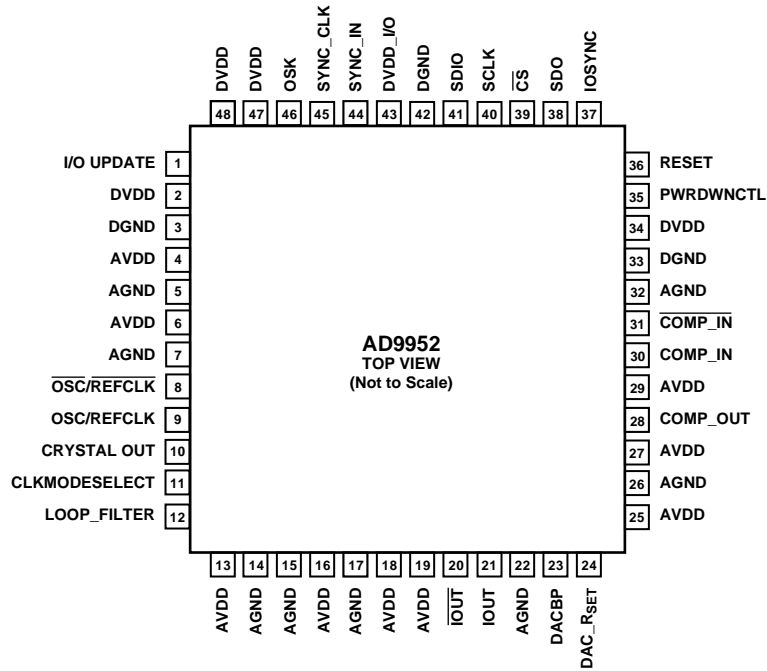 DVDD
DVDD
OSK
SYNC_CLK
SYNC_IN
DVDD_I/O
DGND
SDIO
SCLK
CS
SDO
IOSYNC
48 47 46 45 44 43 42 41 40 39 38 37
I/O UPDATE 1
DVDD 2
DGND 3
AVDD 4
AGND 5
AVDD 6
AGND 7
OSC/REFCLK 8
OSC/REFCLK 9
CRYSTAL OUT 10
CLKMODESELECT 11
LOOP_FILTER 12
AD9952
TOP VIEW
(Not to Scale)
36 RESET
35 PWRDWNCTL
34 DVDD
33 DGND
32 AGND
31 COMP_IN
30 COMP_IN
29 AVDD
28 COMP_OUT
27 AVDD
26 AGND
25 AVDD
13 14 15 16 17 18 19 20 21 22 23 24
AVDD
AGND
AGND
AVDD
AGND
AVDD
AVDD
IOUT
IOUT
AGND
DACBP
DAC_RSET